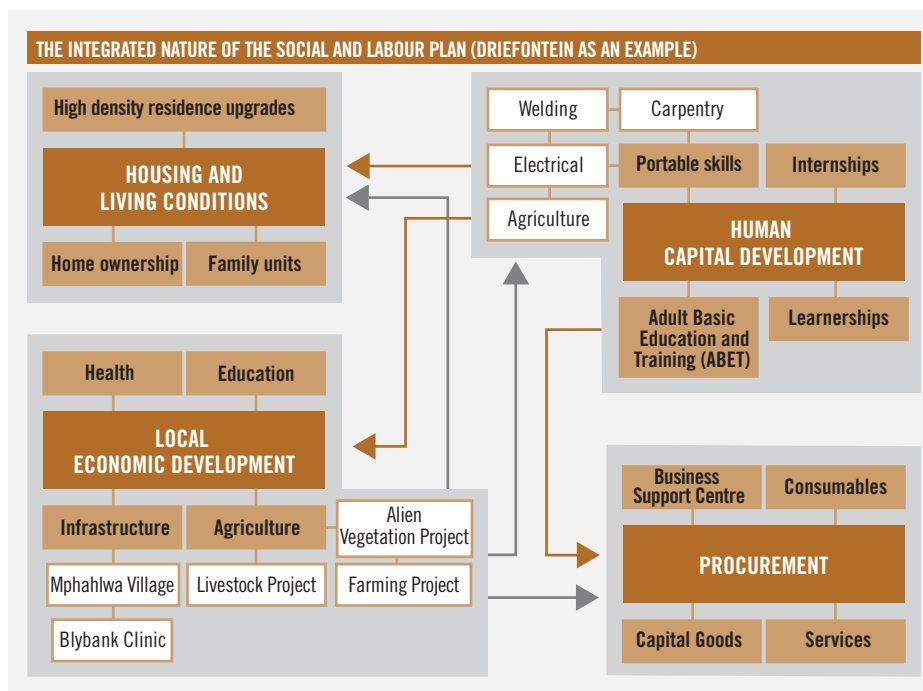 THE INTEGRATED NATURE OF THE SOCIAL AND LABOUR PLAN (DRIEFONTEIN AS AN EXAMPLE)
High density residence upgrades
HOUSING AND
LIVING CONDITIONS
Home ownership
Family units
Welding
Carpentry
Electrical
Portable skills
Internships
Agriculture
HUMAN
CAPITAL DEVELOPMENT
Adult Basic
Education and
Training (ABET)
Learnerships
Health
Education
LOCAL
ECONOMIC DEVELOPMENT
Infrastructure
Agriculture
Alien
Vegetation Project
Mphahlwa Village
Livestock Project
Farming Project
Blybank Clinic
Business
Support Centre
Consumables
PROCUREMENT
Capital Goods
Services